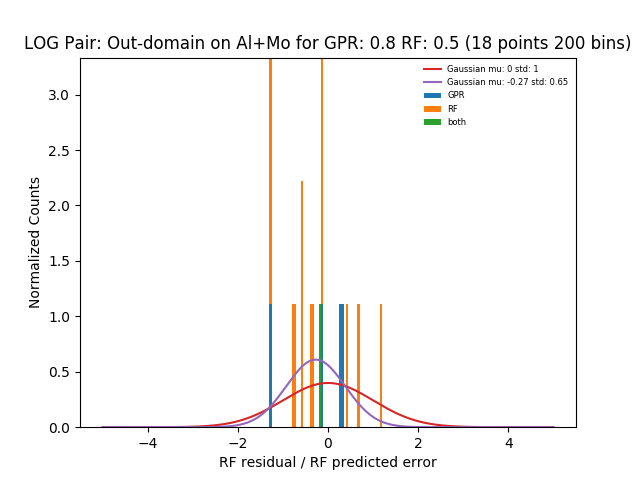 LOG Pair: Out-domain on Al+Mo for GPR: 0.8 RF: 0.5 (18 points 200 bins)
Gaussian mu: 0 std: 1
Gaussian mu: -0.27 std: 0.65
GPR
RF
both
Normalized Counts
3.0
2.5
2.0
1.5
1.0
0.5
0.0
−4
−2
0
2
4
RF residual / RF predicted error